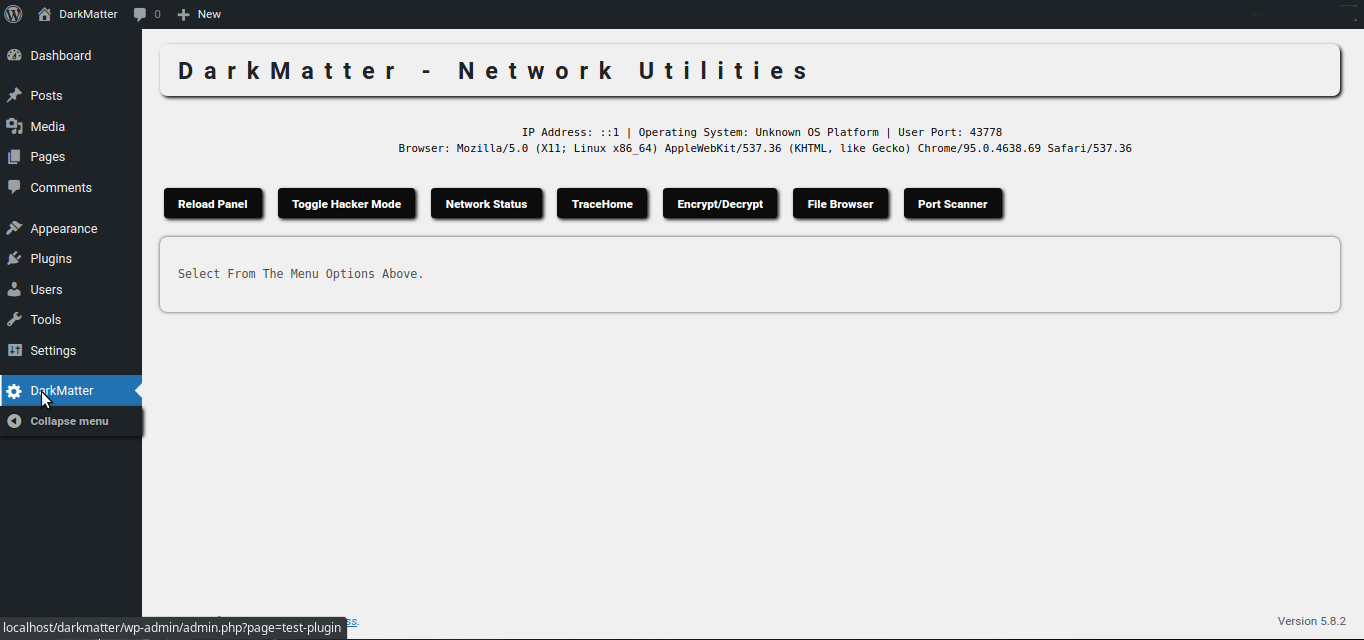 DarkMatter 0 New
Dashboard
Posts
Media
Pages
Comments
Appearance
Plugins
Users
Tools
Settings
DarkMatter
Collapse menu
DarkMatter - Network Utilities
IP Address: ::1 | Operating System: Unknown OS Platform | User Port: 43778
Browser: Mozilla/5.0 (X11; Linux x86_64) AppleWebKit/537.36 (KHTML, like Gecko) Chrome/95.0.4638.69 Safari/537.36
Reload Panel Toggle Hacker Mode Network Status TraceHome Encrypt/Decrypt File Browser Port Scanner
Select From The Menu Options Above.
ss. Version 5.8.2
localhost/darkmatter/wp-admin/admin.php?page=test-plugin